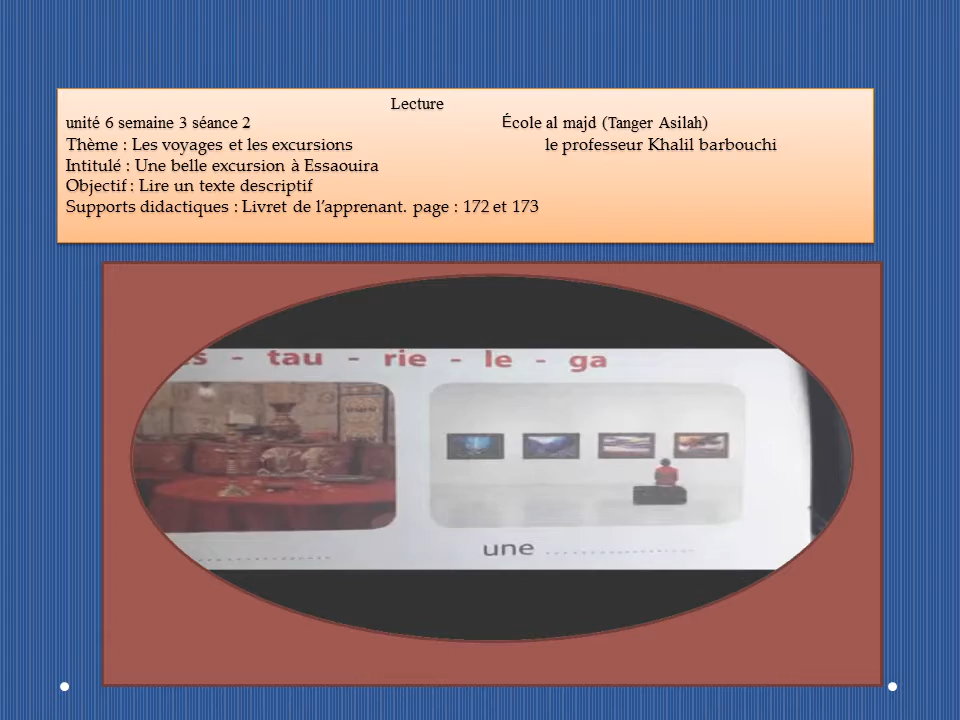 Lecture
unité 6 semaine 3 séance 2 École al majd (Tanger Asilah)
Thème : Les voyages et les excursions le professeur Khalil barbouchi
Intitulé : Une belle excursion à Essaouira
Objectif : Lire un texte descriptif
Supports didactiques : Livret de l'apprenant. page : 172 et 173
s - tau - rie - le - ga
une ........................